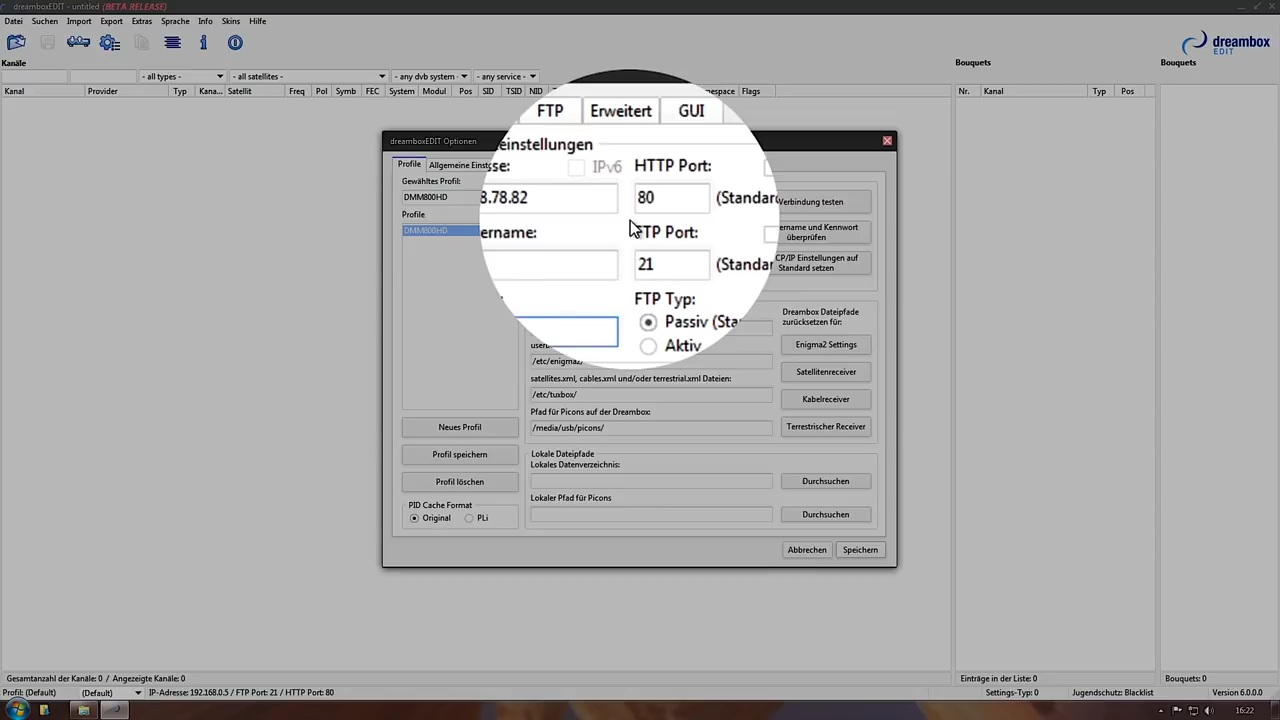 dreamboxEDIT - untitled (BETA RELEASE)
Datei Suchen Import Export Extras Sprache Info Skins Hilfe
dreambox
EDIT
Kanäle
Bouquets
Bouquets
- all types -
- all satellites -
- any dvb system -
- any service -
Kanal Provider Typ Kana... Satellit Freq Pol Symb FEC System Modul Pos SID TSID NID
Flags
Nr. Kanal Typ Pos
FTP Erweitert GUI
dreamboxEDIT Optionen
Profile
Gewähltes Profil:
DMM800HD
Profile
DMM800HD
einstellungen
IPv6
HTTP Port:
8.78.82
80
FTP Port:
21
FTP Typ:
Passiv
Aktiv
Verbindung testen
Kennwort
überprüfen
Einstellungen auf
Standard setzen
Dreambox Dateipfade
zurücksetzen für:
Enigma2 Settings
/etc/enigma2/
Satellitenreceiver
satellites.xml, cables.xml und/oder terrestrial.xml Dateien:
/etc/tuxbox/
Kabelreceiver
Pfad für Picons auf der Dreambox:
/media/usb/picons/
Terrestrischer Receiver
Neues Profil
Profil speichern
Profil löschen
Lokale Dateipfade
Lokales Datenverzeichnis:
Durchsuchen
Lokaler Pfad für Picons
Durchsuchen
PID Cache Format
Original
PLi
Abbrechen
Speichern
Gesamtanzahl der Kanäle: 0 / Angezeigte Kanäle: 0
Einträge in der Liste: 0
Bouquets: 0
Profil: (Default)
(Default)
IP-Adresse: 192.168.0.5 / FTP Port: 21 / HTTP Port: 80
Settings-Typ: 0
Jugendschutz: Blacklist
Version 6.0.0.0
16:22